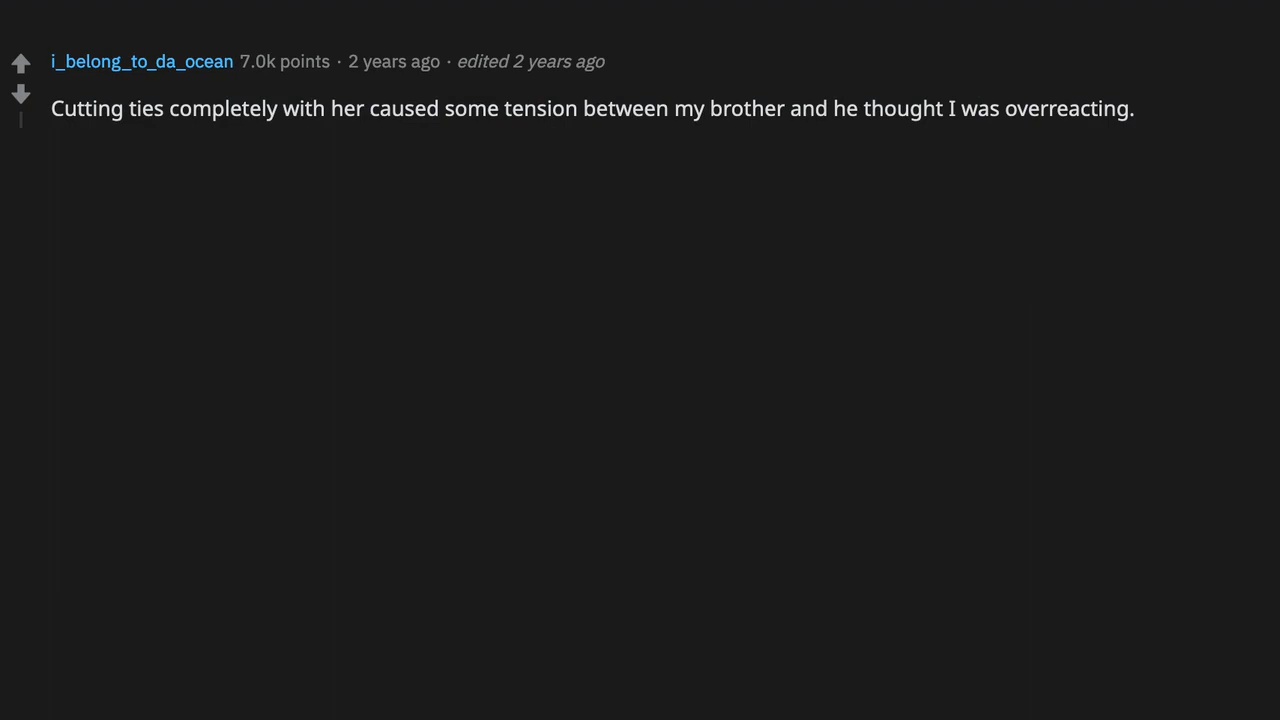 i_belong_to_da_ocean 7.0k points · 2 years ago · edited 2 years ago
Cutting ties completely with her caused some tension between my brother and he thought I was overreacting.